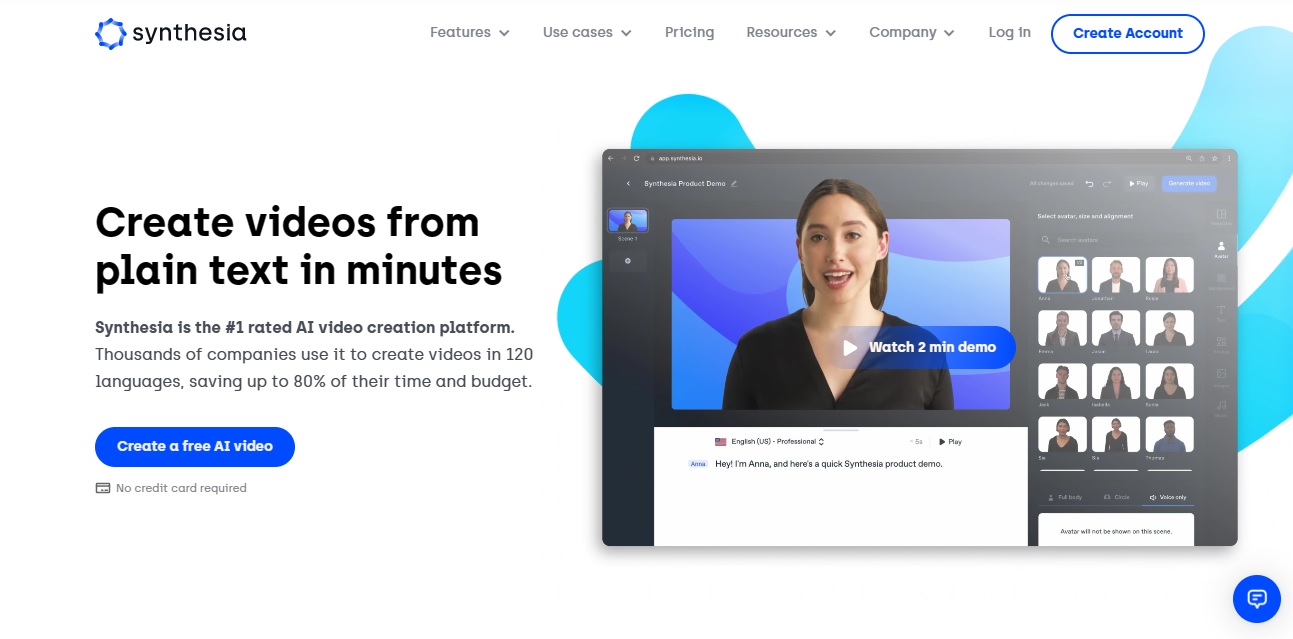 synthesia
Features
Use cases
Pricing
Resources
Company
Log in
Create Account
Create videos from
plain text in minutes
Synthesia is the #1 rated AI video creation platform.
Thousands of companies use it to create videos in 120
languages, saving up to 80% of their time and budget.
Create a free AI video
No credit card required
app.synthesia.io
Synthesia Product Demo
All changes saved
Play
Generate video
Scene 1
Watch 2 min demo
English (US) - Professional
~ 5s
Play
Anna
Hey! I'm Anna, and here's a quick Synthesia product demo.
Select avatar, size and alignment
Search avatars
Anna
Jonathan
Emma
Jason
Laura
Jack
Isabella
Sia
Thomas
Avatar
Full body
Circle
Voice only
Avatar will not be shown on this scene.